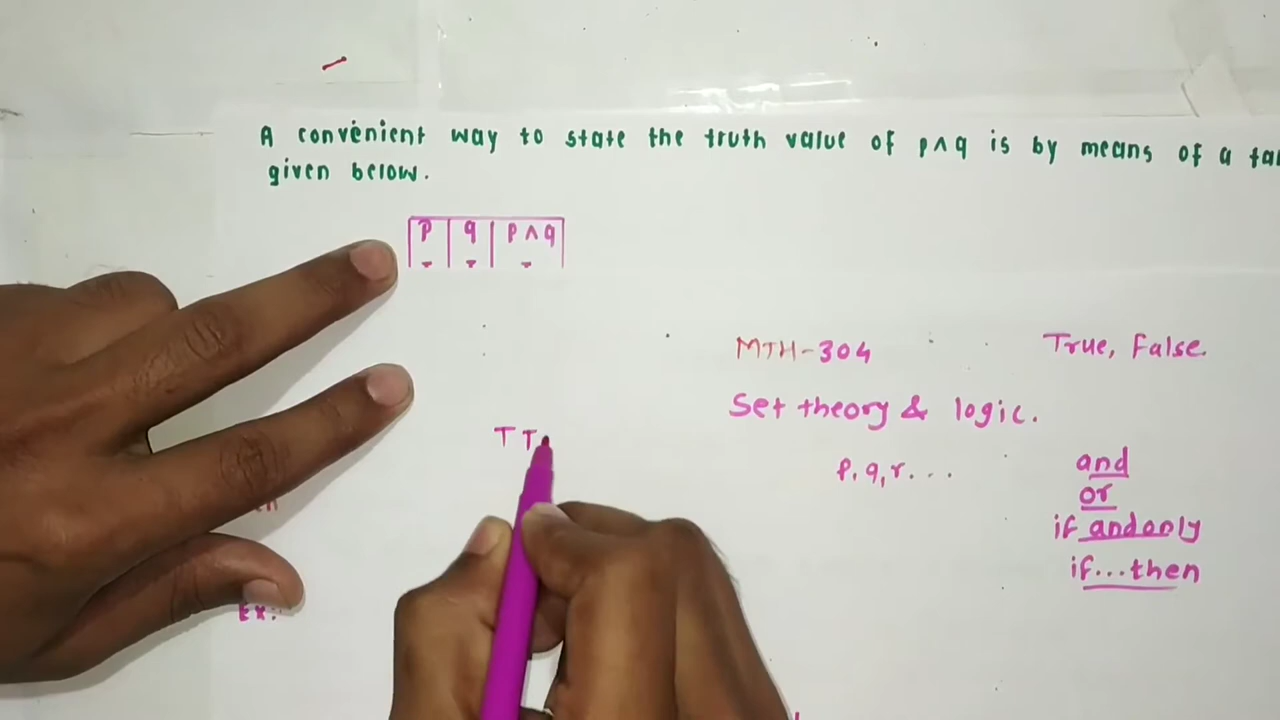 A convenient way to state the truth value of p∧q is by means of a
given below.
p q p∧q
MTH-304 True, False.
Set theory & logic.
T T
p, q, r... and
or
if and only
if...then
Ex: